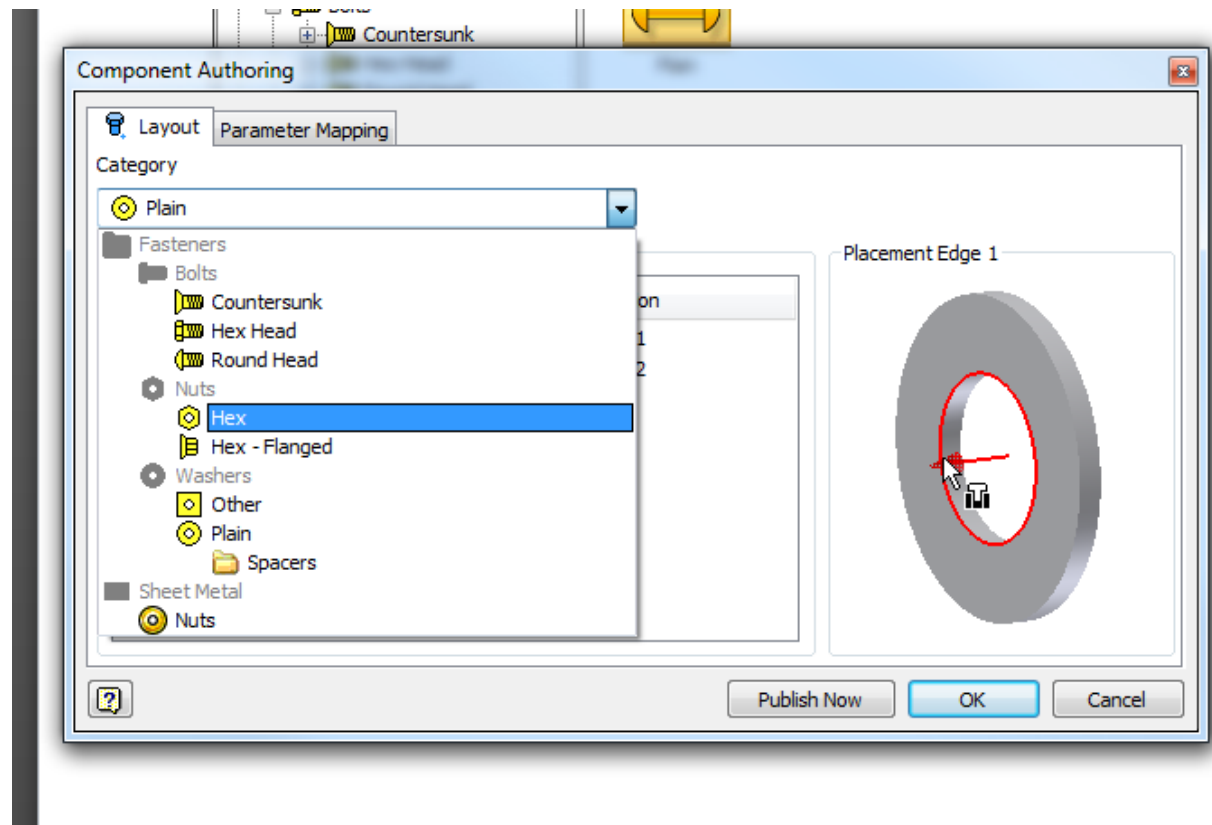 Bolts
Countersunk
Component Authoring
Layout
Parameter Mapping
Category
Plain
Fasteners
Bolts
Countersunk
Hex Head
Round Head
Nuts
Hex
Hex - Flanged
Washers
Other
Plain
Spacers
Sheet Metal
Nuts
on
1
2
Placement Edge 1
Publish Now
OK
Cancel